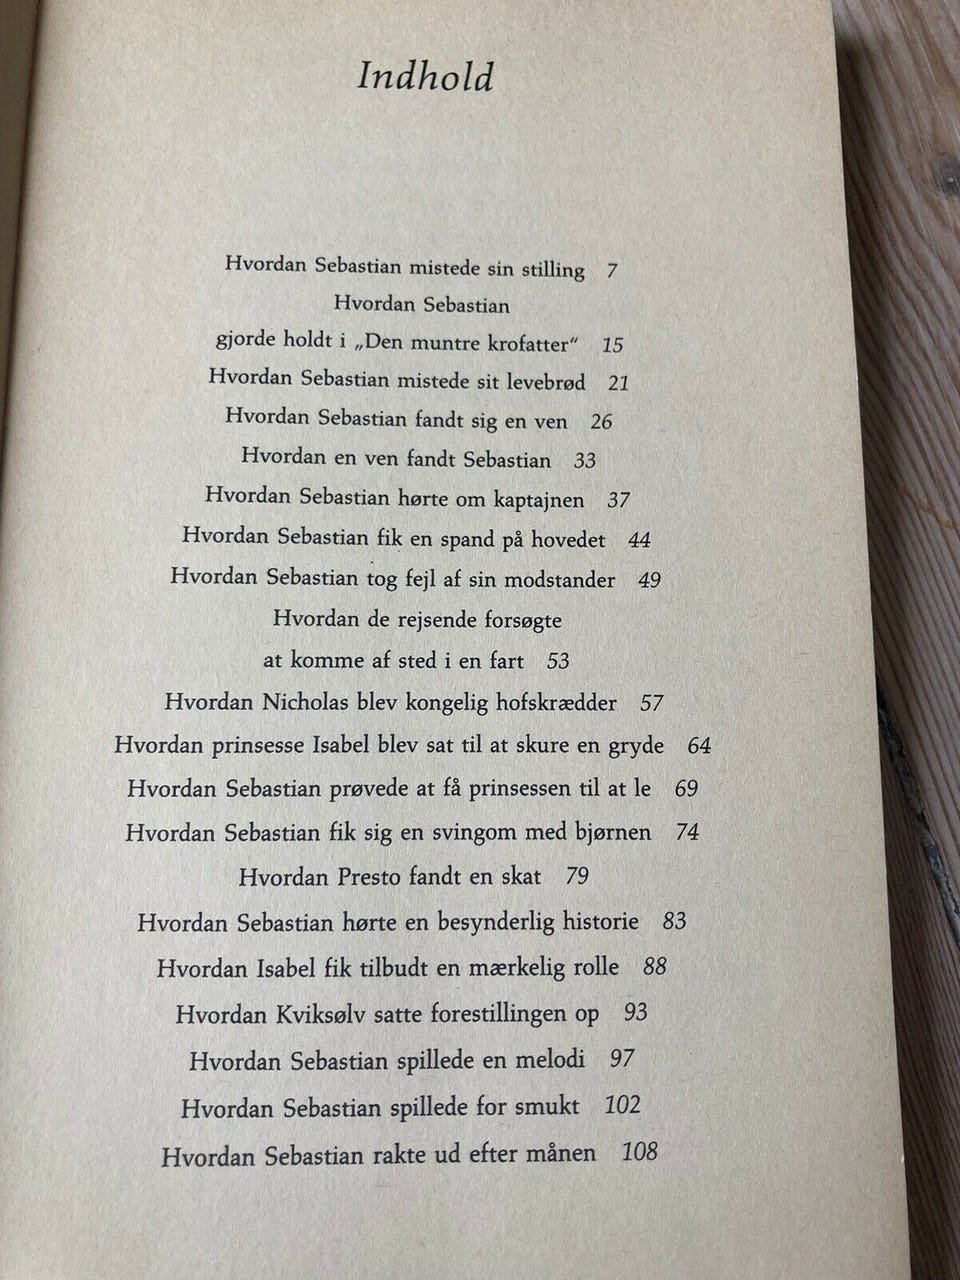 Indhold
Hvordan Sebastian mistede sin stilling 7
Hvordan Sebastian
gjorde holdt i „Den muntre krofatter“ 15
Hvordan Sebastian mistede sit levebrød 21
Hvordan Sebastian fandt sig en ven 26
Hvordan en ven fandt Sebastian 33
Hvordan Sebastian hørte om kaptajnen 37
Hvordan Sebastian fik en spand på hovedet 44
Hvordan Sebastian tog fejl af sin modstander 49
Hvordan de rejsende forsøgte
at komme af sted i en fart 53
Hvordan Nicholas blev kongelig hofskrædder 57
Hvordan prinsesse Isabel blev sat til at skure en gryde 64
Hvordan Sebastian prøvede at få prinsessen til at le 69
Hvordan Sebastian fik sig en svingom med bjørnen 74
Hvordan Presto fandt en skat 79
Hvordan Sebastian hørte en besynderlig historie 83
Hvordan Isabel fik tilbudt en mærkelig rolle 88
Hvordan Kviksølv satte forestillingen op 93
Hvordan Sebastian spillede en melodi 97
Hvordan Sebastian spillede for smukt 102
Hvordan Sebastian rakte ud efter månen 108